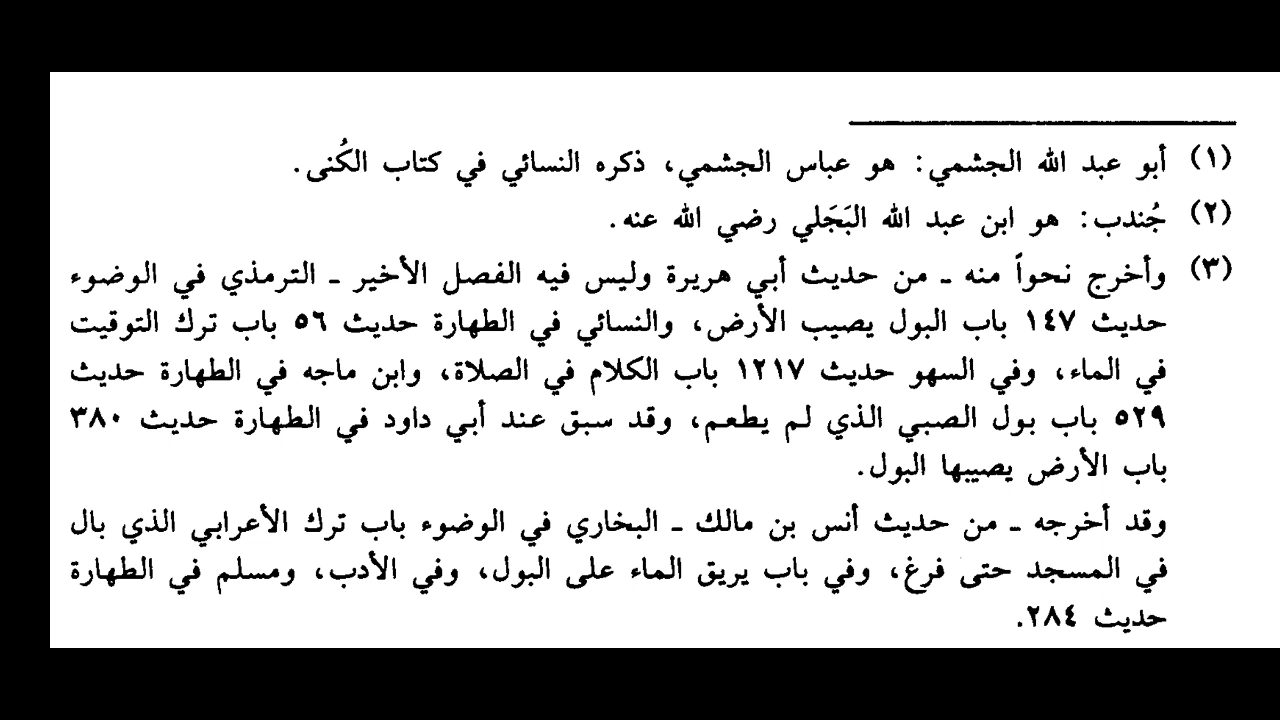 (١) أبو عبد الله الجشمي: هو عباس الجشمي، ذكره النسائي في كتاب الكُنى.
(٢) جُندب: هو ابن عبد الله البَجَلي رضي الله عنه.
(٣) وأخرج نحواً منه ـ من حديث أبي هريرة وليس فيه الفصل الأخير ـ الترمذي في الوضوء
حديث ١٤٧ باب البول يصيب الأرض، والنسائي في الطهارة حديث ٥٦ باب ترك التوقيت
في الماء، وفي السهو حديث ١٢١٧ باب الكلام في الصلاة، وابن ماجه في الطهارة حديث
٥٢٩ باب بول الصبي الذي لم يطعم، وقد سبق عند أبي داود في الطهارة حديث ٣٨٠
باب الأرض يصيبها البول.
وقد أخرجه ـ من حديث أنس بن مالك ـ البخاري في الوضوء باب ترك الأعرابي الذي بال
في المسجد حتى فرغ، وفي باب يريق الماء على البول، وفي الأدب، ومسلم في الطهارة
حديث ٢٨٤.